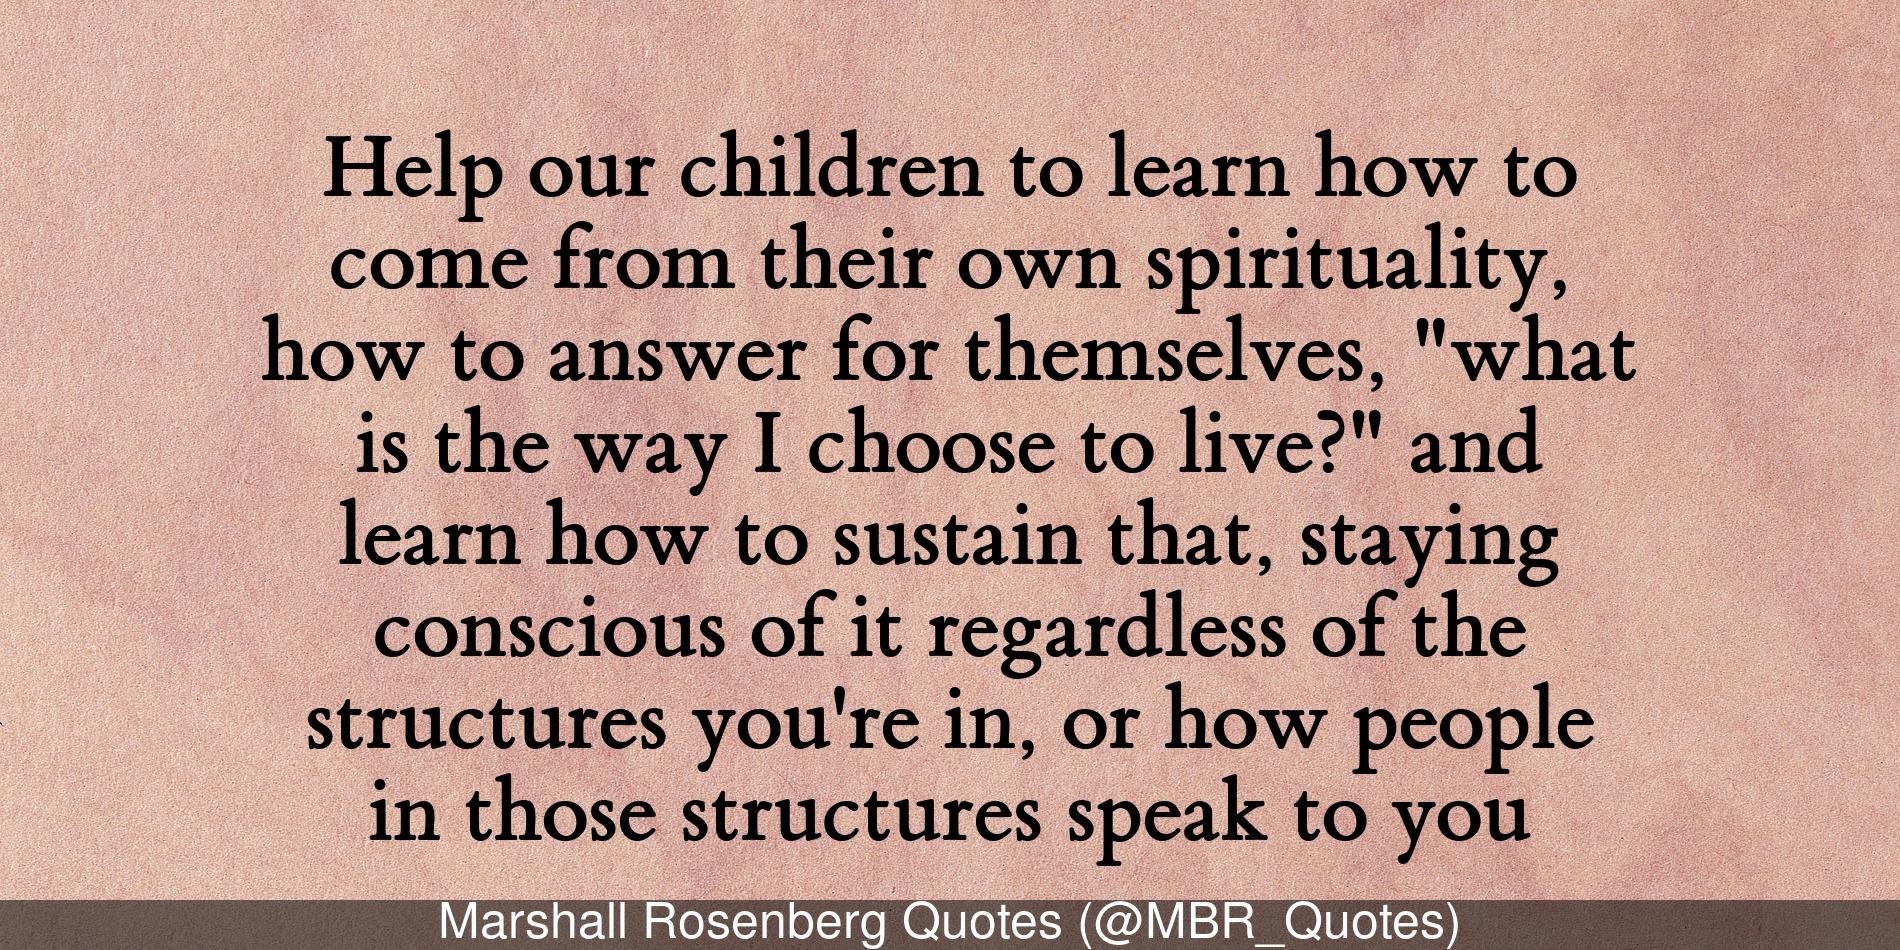 Help our children to learn how to
come from their own spirituality,
how to answer for themselves, "what
is the way I choose to live?" and
learn how to sustain that, staying
conscious of it regardless of the
structures you're in, or how people
in those structures speak to you
Marshall Rosenberg Quotes (@MBR_Quotes)